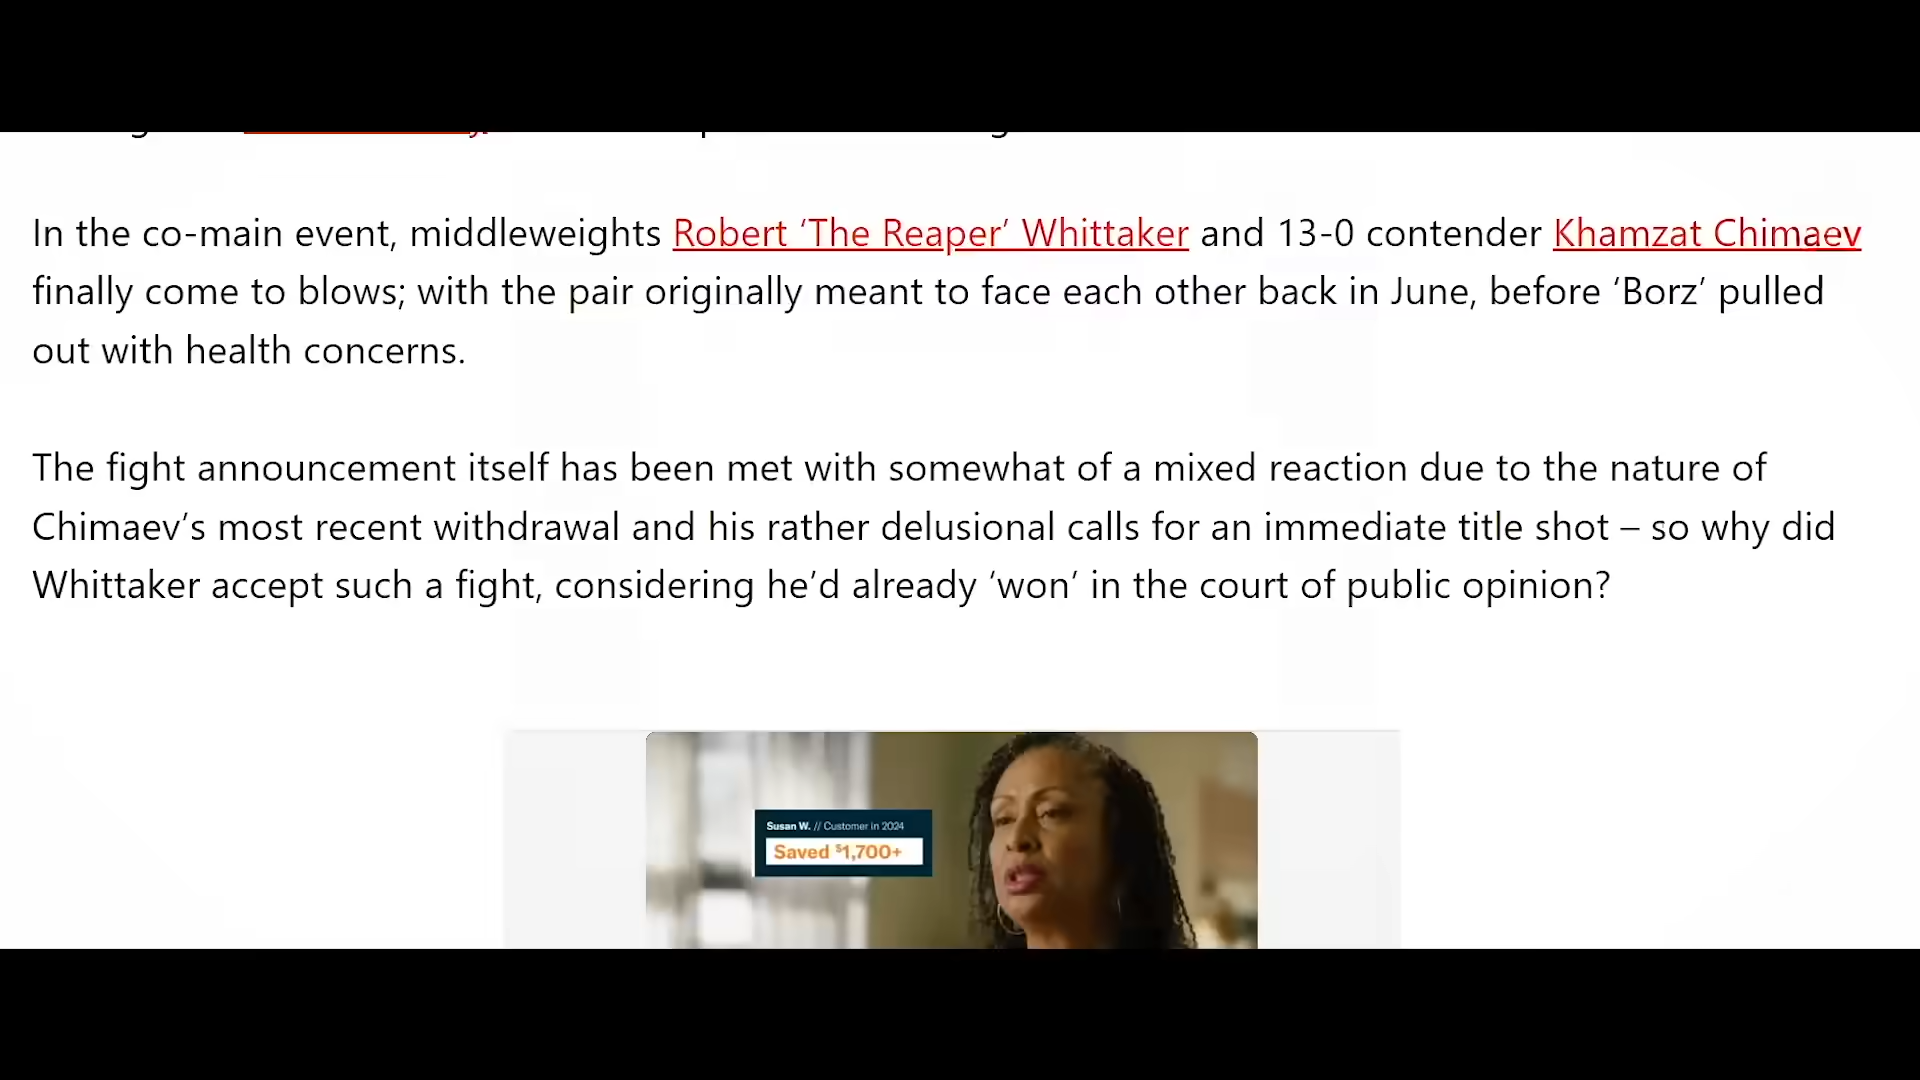 In the co-main event, middleweights Robert ‘The Reaper’ Whittaker and 13-0 contender Khamzat Chimaev
finally come to blows; with the pair originally meant to face each other back in June, before ‘Borz’ pulled
out with health concerns.
The fight announcement itself has been met with somewhat of a mixed reaction due to the nature of
Chimaev’s most recent withdrawal and his rather delusional calls for an immediate title shot – so why did
Whittaker accept such a fight, considering he’d already ‘won’ in the court of public opinion?
Susan W. // Customer in 2024
Saved $1,700+